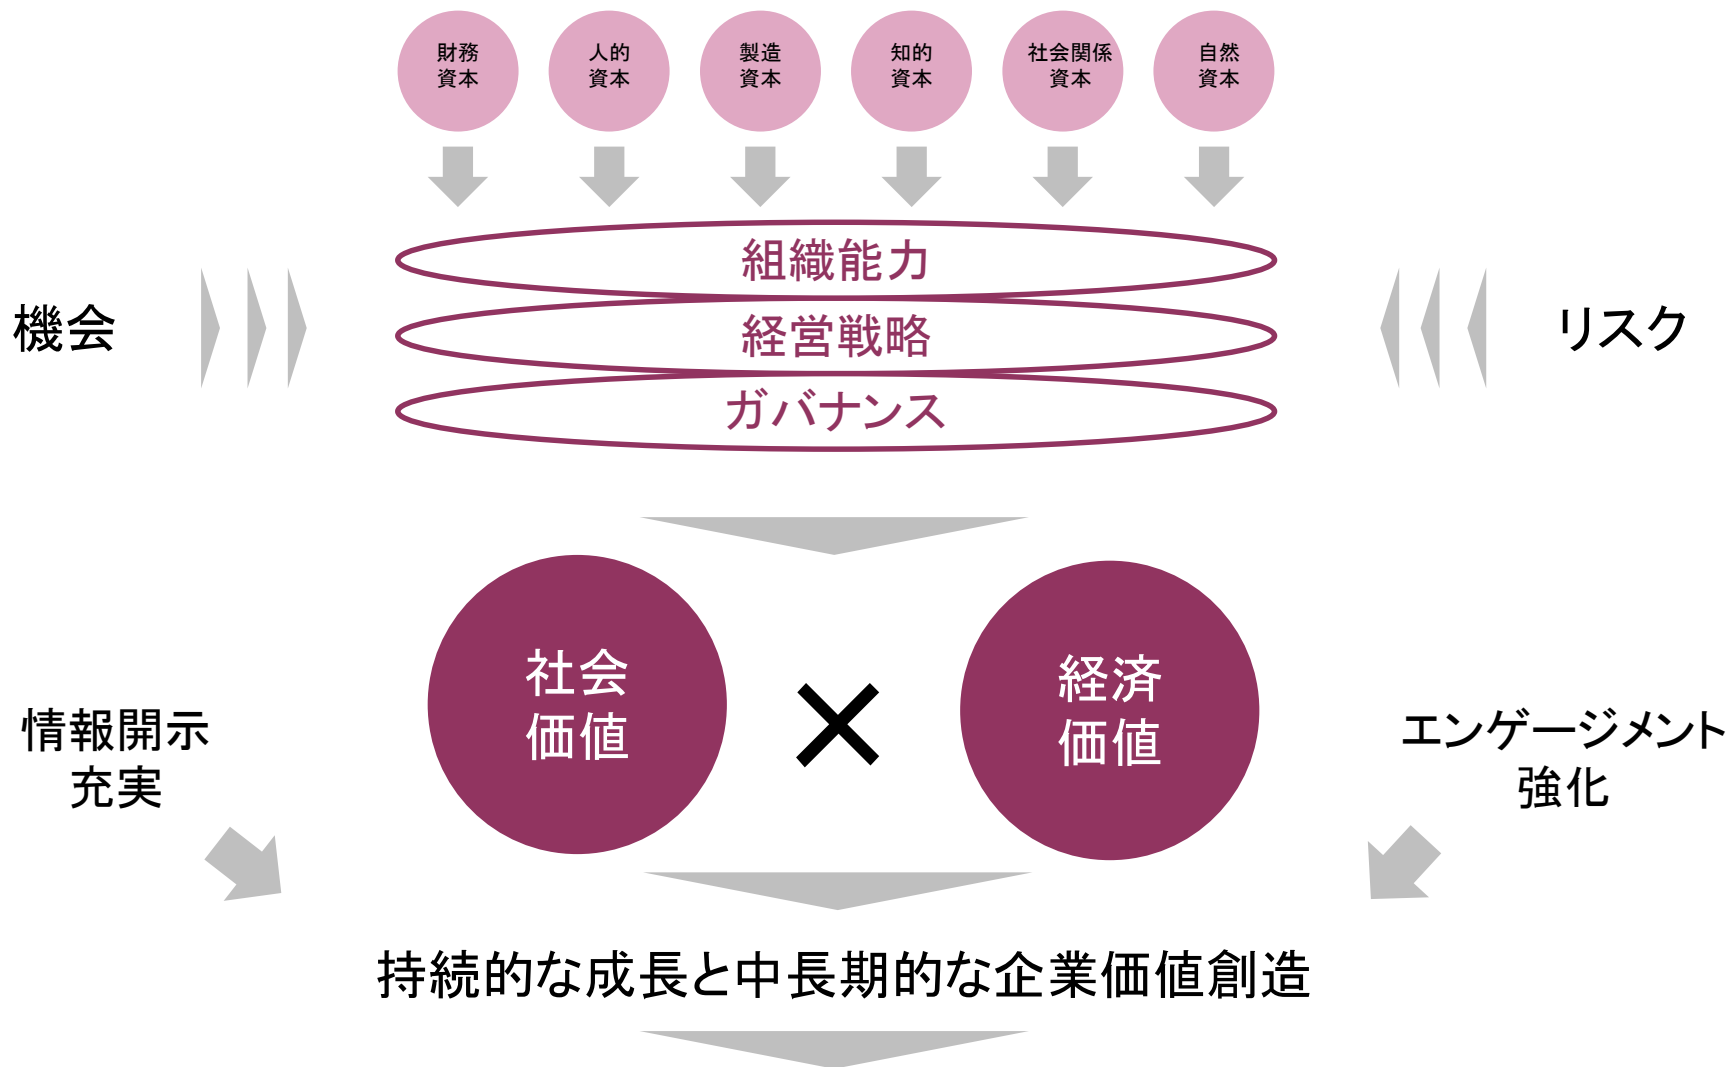 財務
資本
人的
資本
製造
資本
知的
資本
社会関係
資本
自然
資本
組織能力
機会
経営戦略
リスク
ガバナンス
社会
価値
×
経済
価値
情報開示
充実
エンゲージメント
強化
持続的な成長と中長期的な企業価値創造